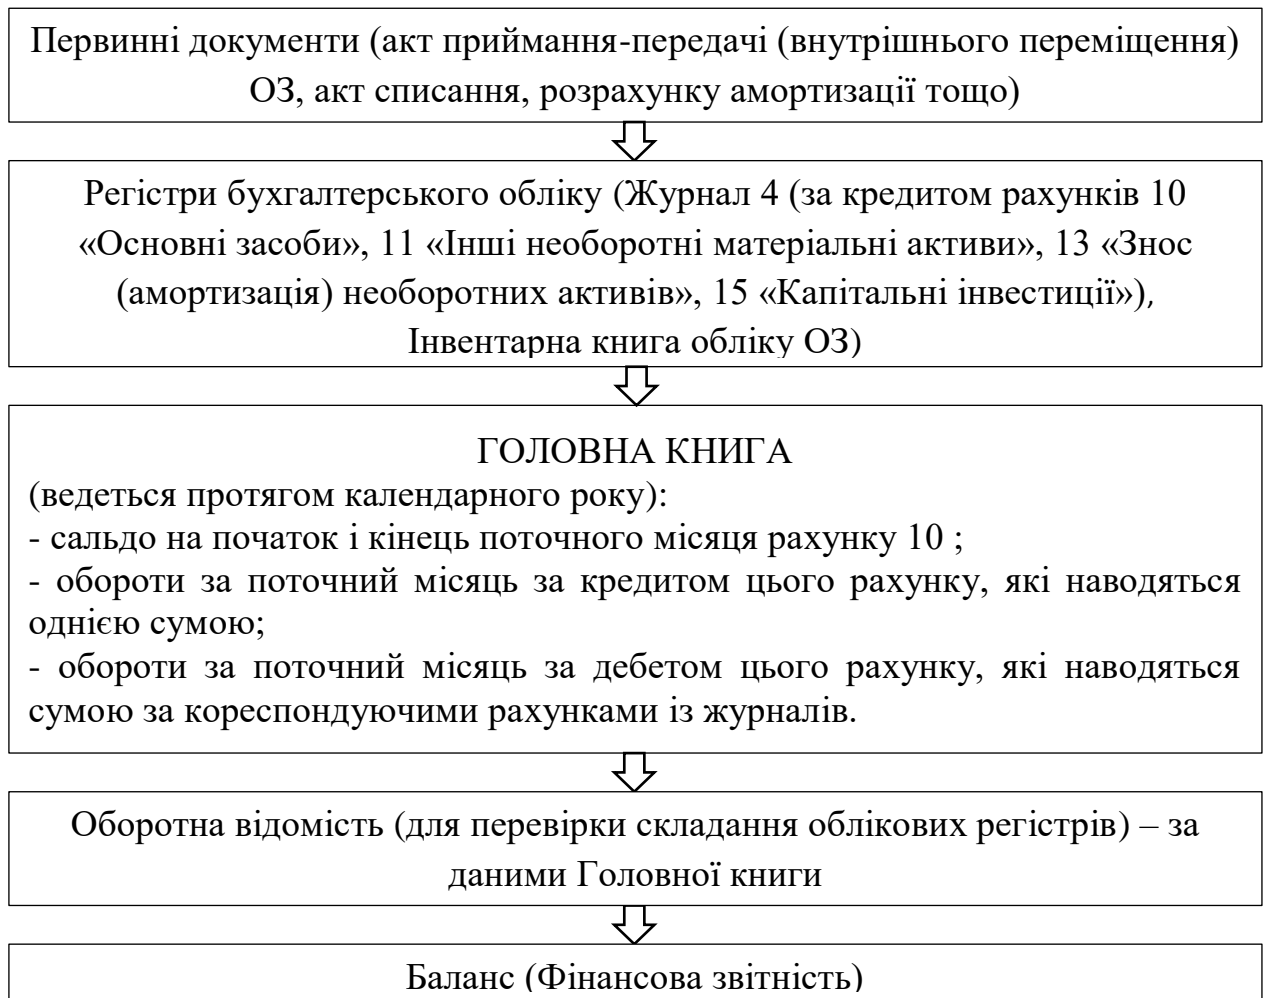 Первинні документи (акт приймання-передачі (внутрішнього переміщення)
ОЗ, акт списання, розрахунку амортизації тощо)
Регістри бухгалтерського обліку (Журнал 4 (за кредитом рахунків 10
«Основні засоби», 11 «Інші необоротні матеріальні активи», 13 «Знос
(амортизація) необоротних активів», 15 «Капітальні інвестиції»),
Інвентарна книга обліку ОЗ)
ГОЛОВНА КНИГА
(ведеться протягом календарного року):
- сальдо на початок і кінець поточного місяця рахунку 10 ;
- обороти за поточний місяць за кредитом цього рахунку, які наводяться
однією сумою;
- обороти за поточний місяць за дебетом цього рахунку, які наводяться
сумою за кореспондуючими рахунками із журналів.
Оборотна відомість (для перевірки складання облікових регістрів) – за
даними Головної книги
Баланс (Фінансова звітність)